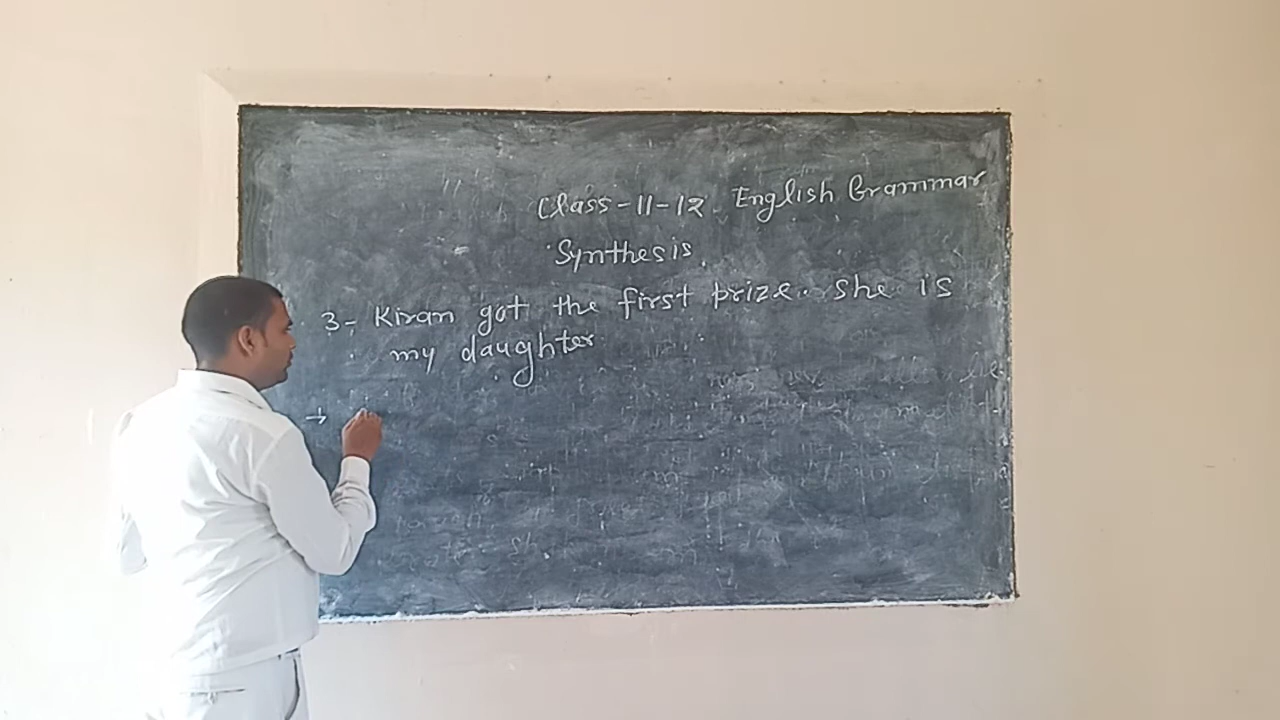 Class-11-12. English Grammar
Synthesis.
3- Kiran got the first prize. She is
my daughter.
→